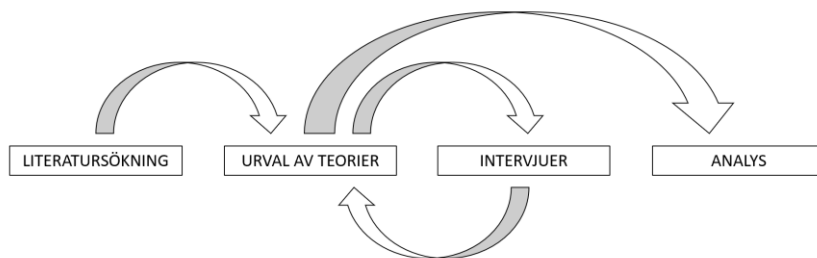 LITERATURSÖKNING
URVAL AV TEORIER
INTERVJUER
ANALYS